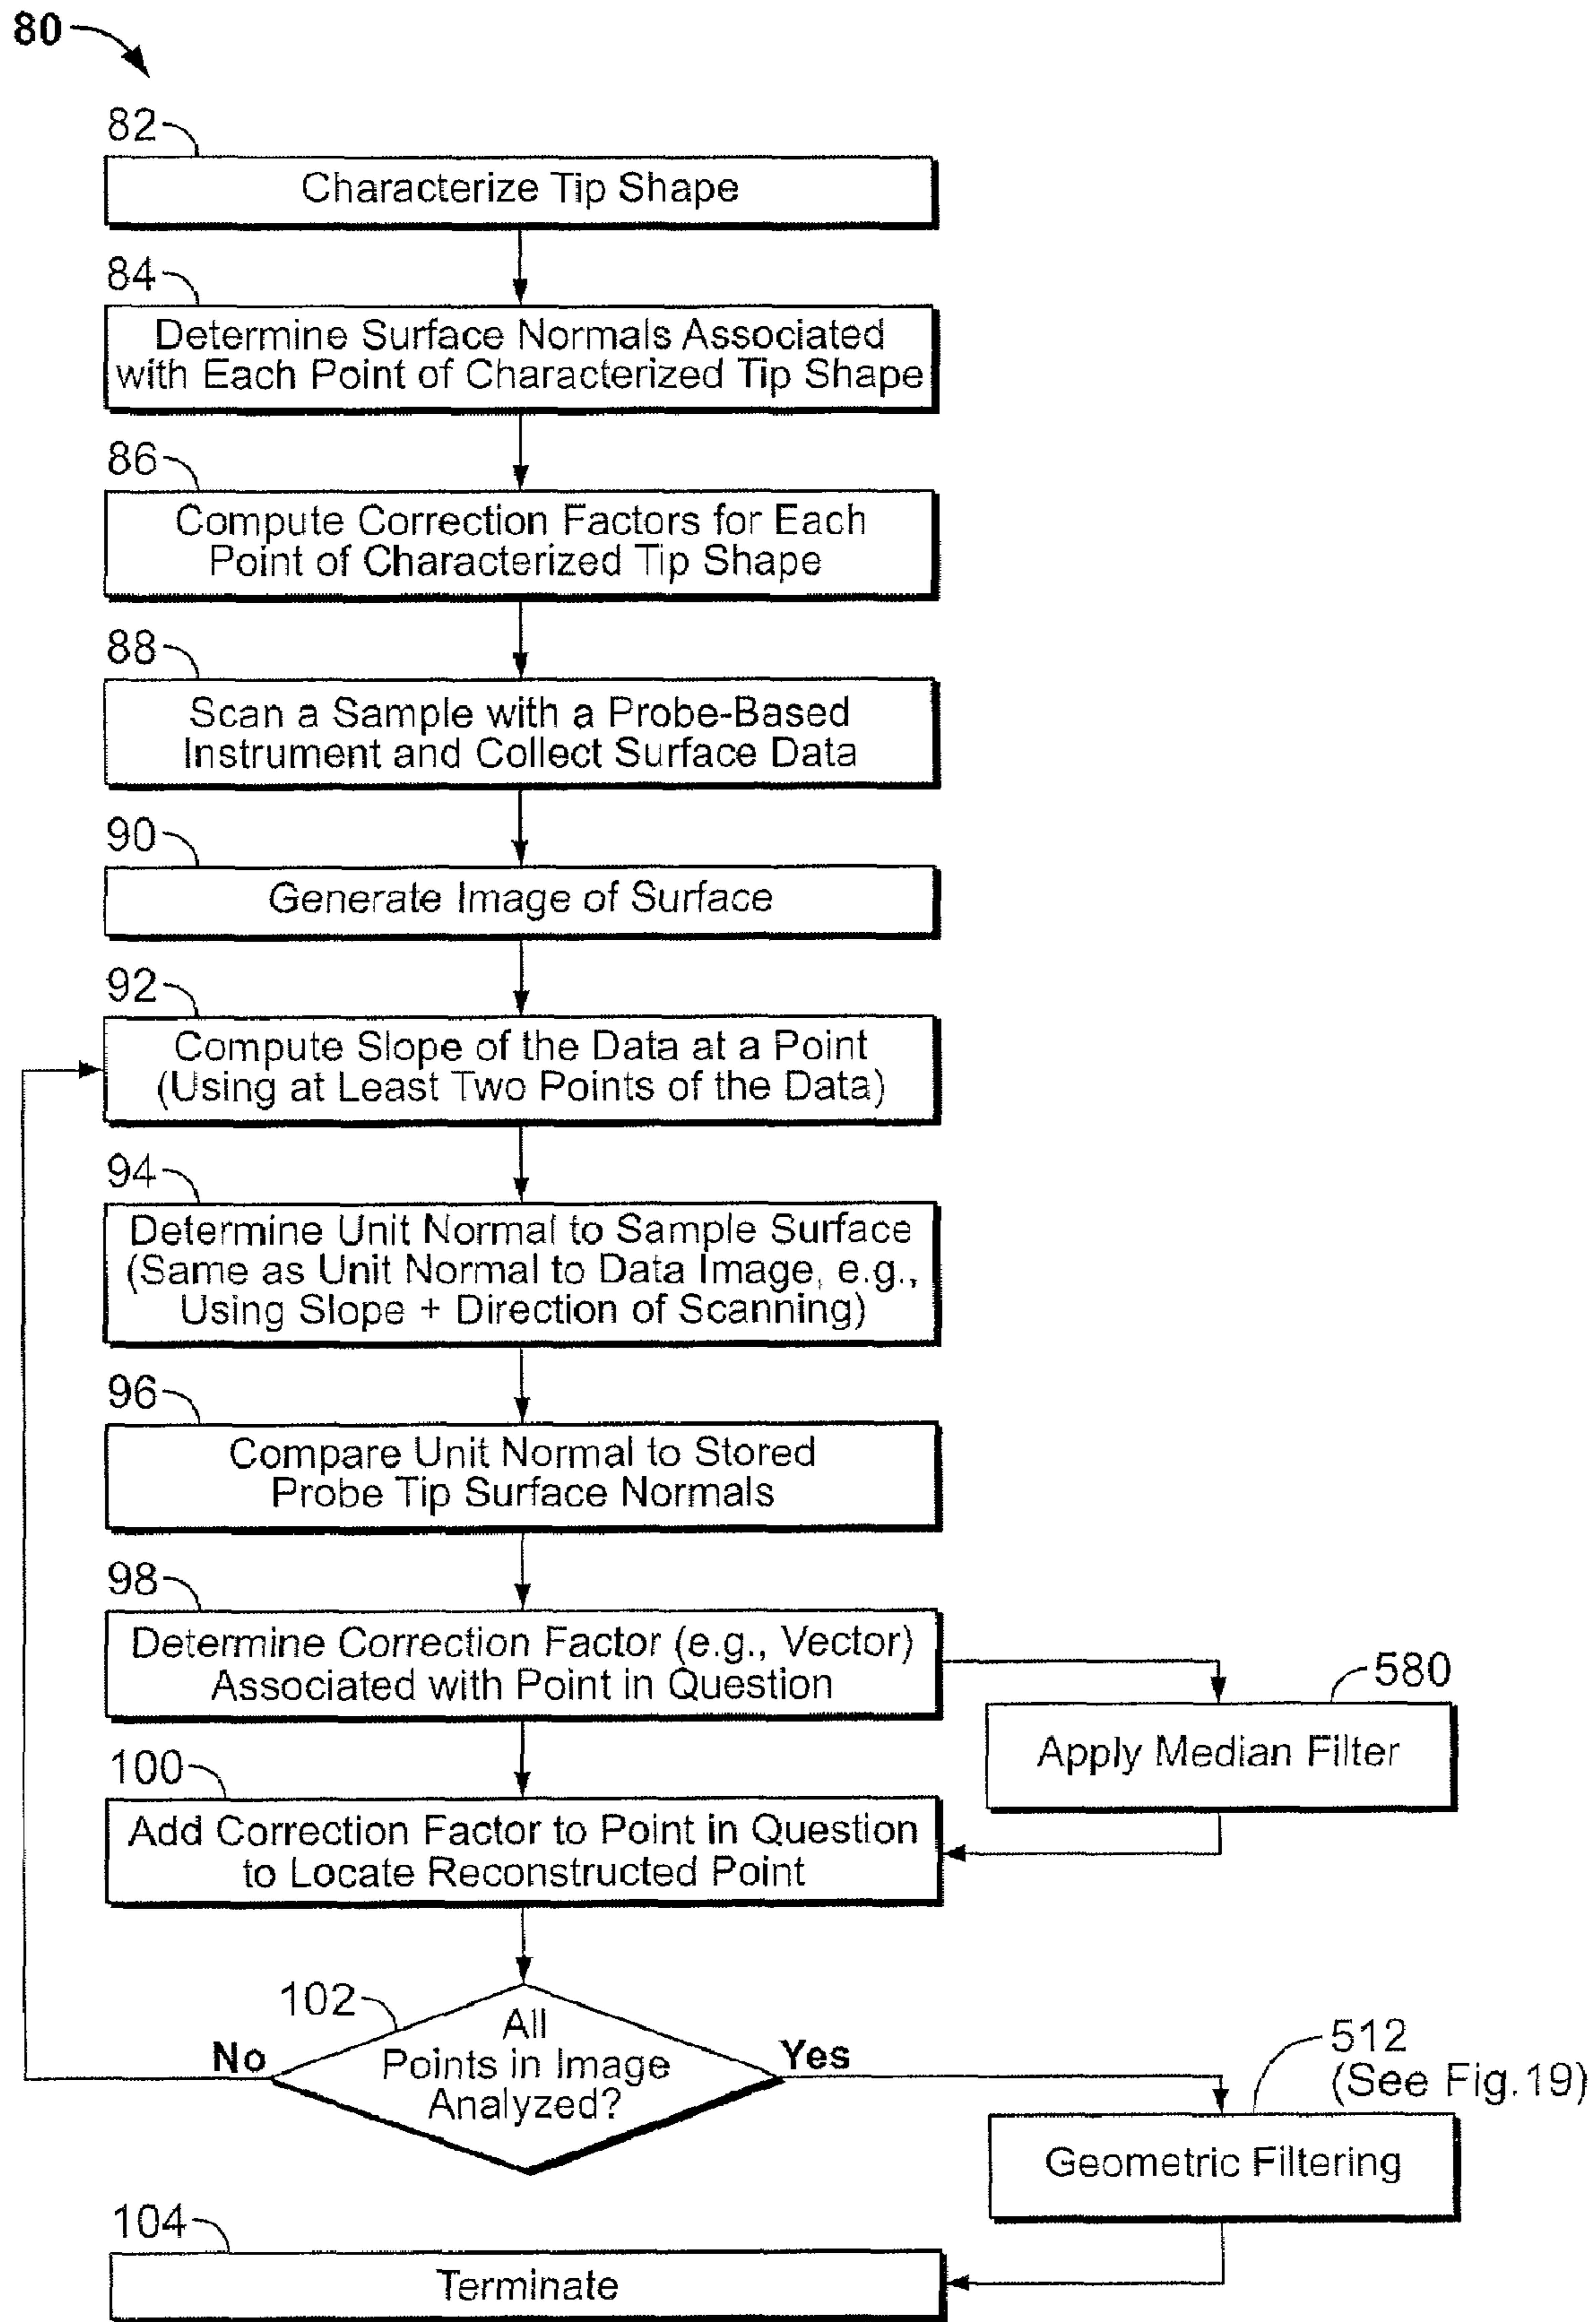 80
82
Characterize Tip Shape
84
Determine Surface Normals Associated
with Each Point of Characterized Tip Shape
86
Compute Correction Factors for Each
Point of Characterized Tip Shape
88
Scan a Sample with a Probe-Based
Instrument and Collect Surface Data
90
Generate Image of Surface
92
Compute Slope of the Data at a Point
(Using at Least Two Points of the Data)
94
Determine Unit Normal to Sample Surface
(Same as Unit Normal to Data Image, e.g.,
Using Slope + Direction of Scanning)
96
Compare Unit Normal to Stored
Probe Tip Surface Normals
98
Determine Correction Factor (e.g., Vector)
Associated with Point in Question
580
Apply Median Filter
100
Add Correction Factor to Point in Question
to Locate Reconstructed Point
102
All
Points in Image
Analyzed?
No
Yes
512
(See Fig.19)
Geometric Filtering
104
Terminate